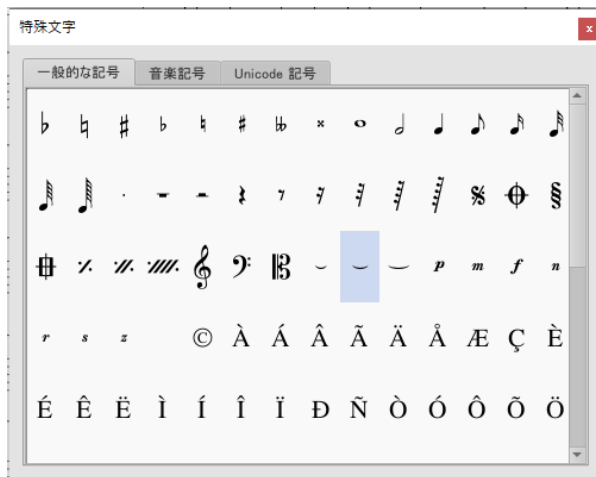 特殊文字
x
一般的な記号 音楽記号 Unicode 記号
♭ ♮ ♯ ♭ ♮ ♯ 𝄫 𝄪 𝅝 𝅗𝅥 𝅘𝅥 𝅘𝅥𝅮 𝅘𝅥𝅯 𝅘𝅥𝅰
p m f n
r s z © À Á Â Ã Ä Å Æ Ç È
É Ê Ë Ì Í Î Ï Ð Ñ Ò Ó Ô Õ Ö